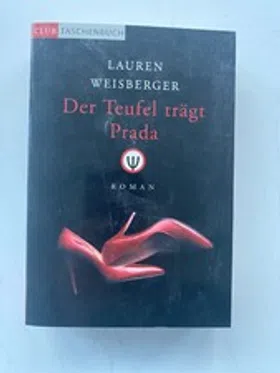 CLUB TASCHENBUCH
LAUREN
WEISBERGER
Der Teufel trägt
Prada
ROMAN